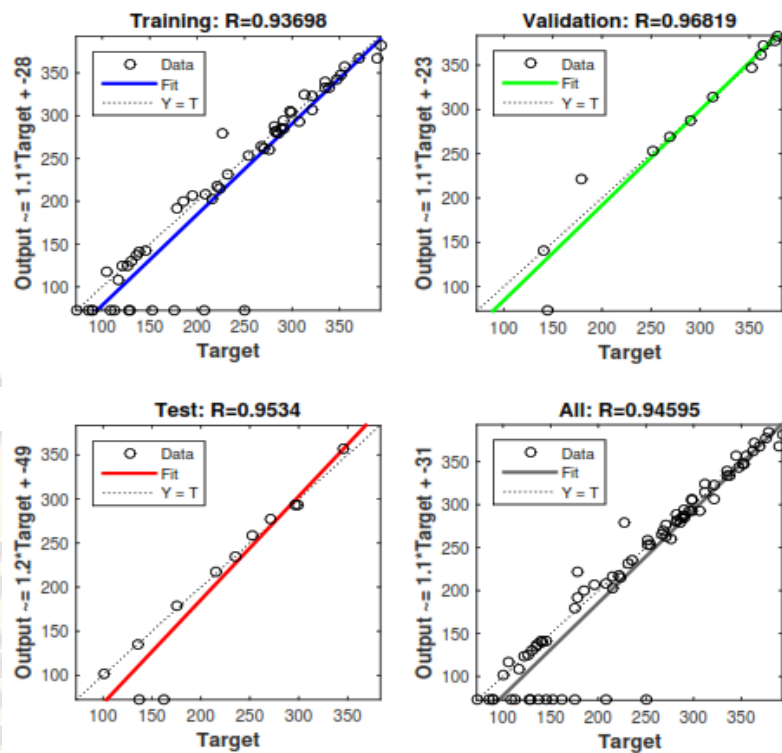 Training: R=0.93698
Output ~= 1.1*Target + -28
Data
Fit
Y = T
350
300
250
200
150
100
100 150 200 250 300 350
Target
Validation: R=0.96819
Output ~= 1.1*Target + -23
Data
Fit
Y = T
350
300
250
200
150
100
100 200 300
Target
Test: R=0.9534
Output ~= 1.2*Target + -49
Data
Fit
Y = T
350
300
250
200
150
100
100 150 200 250 300 350
Target
All: R=0.94595
Output ~= 1.1*Target + -31
Data
Fit
Y = T
350
300
250
200
150
100
100 150 200 250 300 350
Target